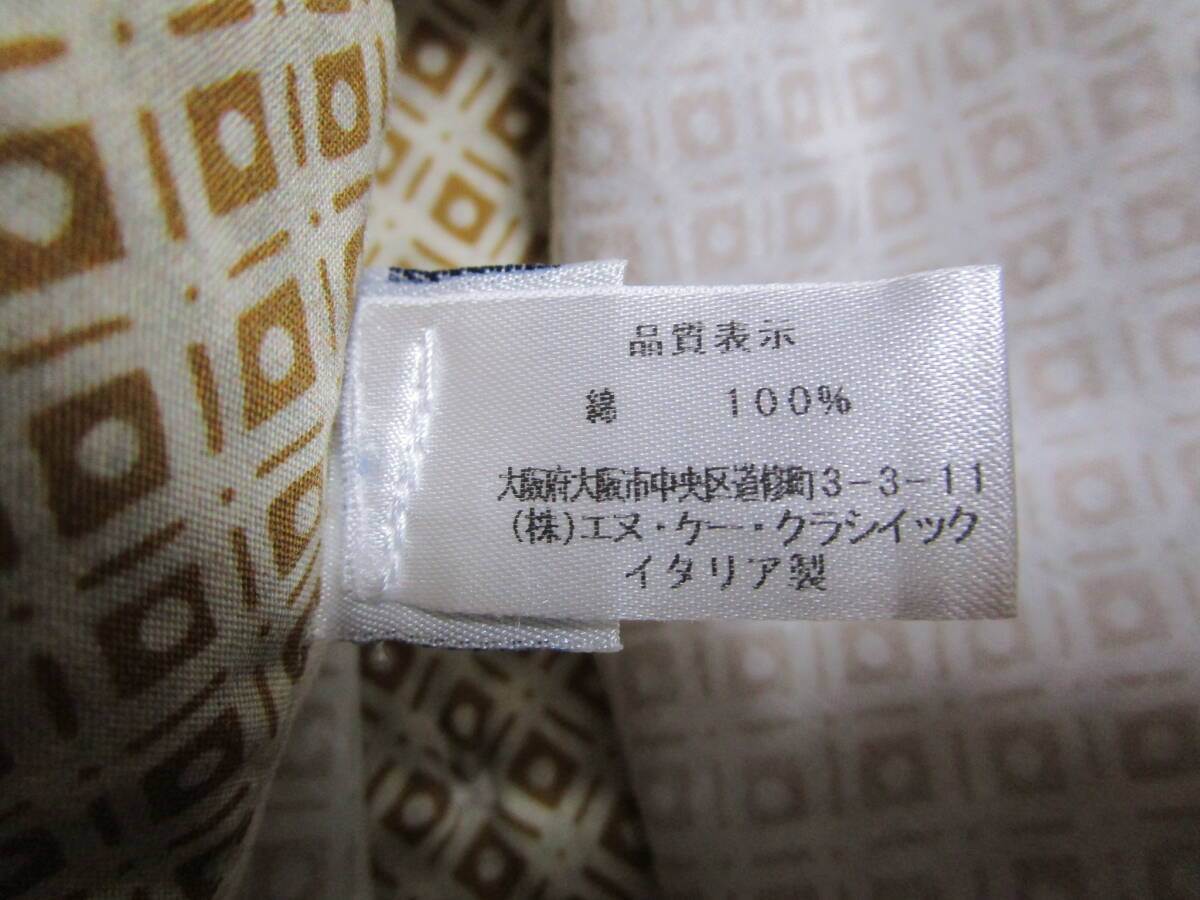 品質表示
綿 100%
大阪府大阪市中央区道修町3-3-11
(株)エヌ・ケー・クラシイック
イタリア製